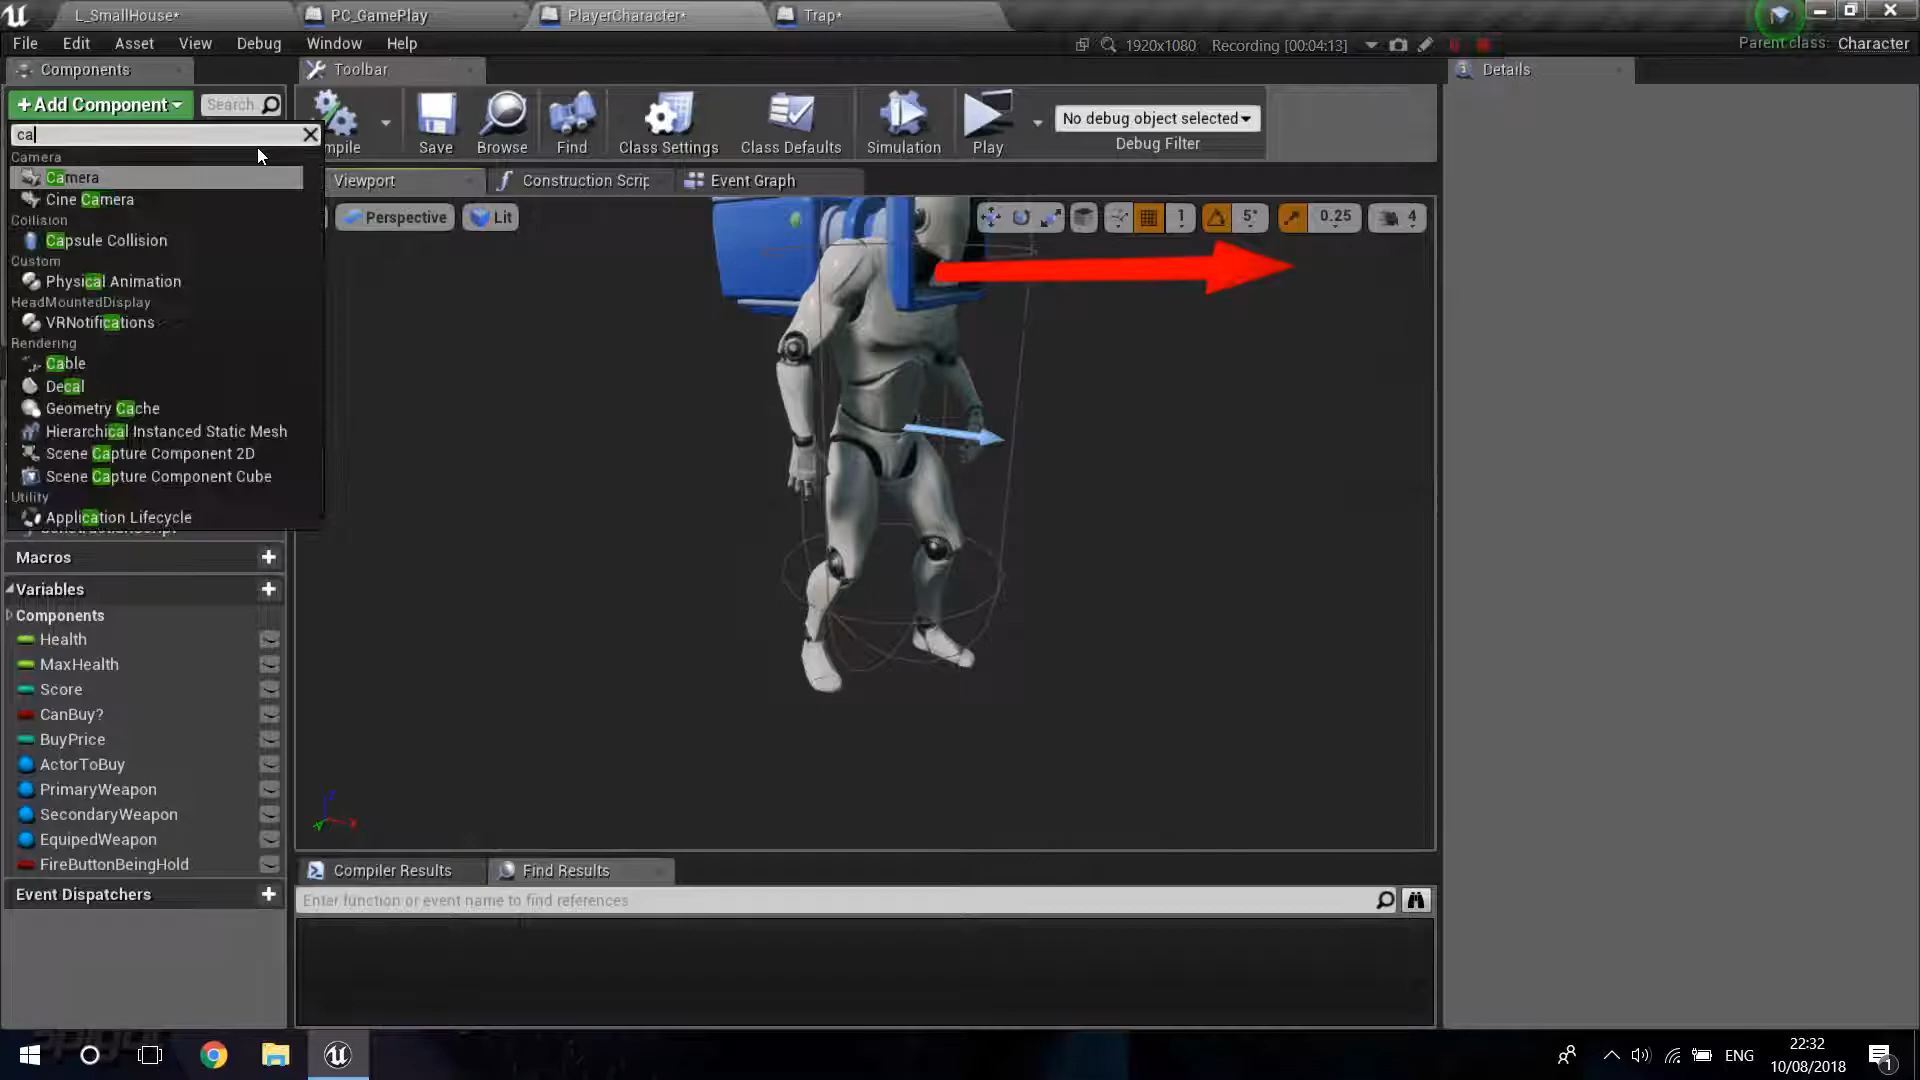 L_SmallHouse*
PC_GamePlay
PlayerCharacter*
Trap*
File Edit Asset View Debug Window Help
1920x1080 Recording [00:04:13]
Parent class: Character
Components
Toolbar
Details
+Add Component
Search
ca
Camera
Camera
Cine Camera
Collision
Capsule Collision
Custom
Physical Animation
HeadMountedDisplay
VRNotifications
Rendering
Cable
Decal
Geometry Cache
Hierarchical Instanced Static Mesh
Scene Capture Component 2D
Scene Capture Component Cube
Utility
Application Lifecycle
mpile
Save
Browse
Find
Class Settings
Class Defaults
Simulation
Play
No debug object selected
Debug Filter
Viewport
Construction Scrip
Event Graph
Perspective
Lit
1
5°
0.25
4
Macros
Variables
Components
Health
MaxHealth
Score
CanBuy?
BuyPrice
ActorToBuy
PrimaryWeapon
SecondaryWeapon
EquipedWeapon
FireButtonBeingHold
Event Dispatchers
Z
X
Y
Compiler Results
Find Results
Enter function or event name to find references
ENG
22:32
10/08/2018
1